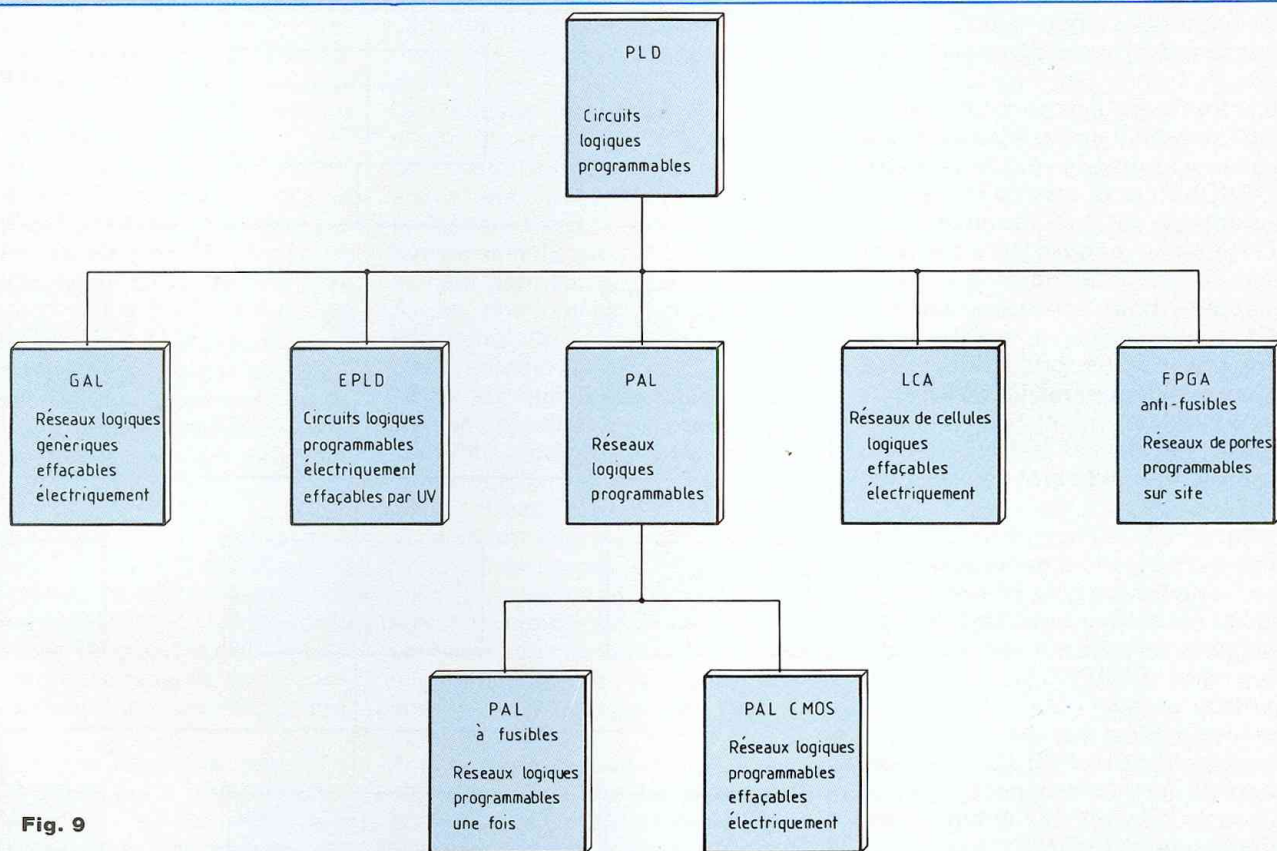 PLD
Circuits
logiques
programmables
GAL
Réseaux logiques
génèriques
effaçables
électriquement
EPLD
Circuits logiques
programmables
électriquement
effaçables par UV
PAL
Réseaux
logiques
programmables
LCA
Réseaux de cellules
logiques
effaçables
électriquement
FPGA
anti-fusibles
Réseaux de portes
programmables
sur site
PAL
à fusibles
Réseaux logiques
programmables
une fois
PAL CMOS
Réseaux logiques
programmables
effaçables
électriquement
Fig. 9